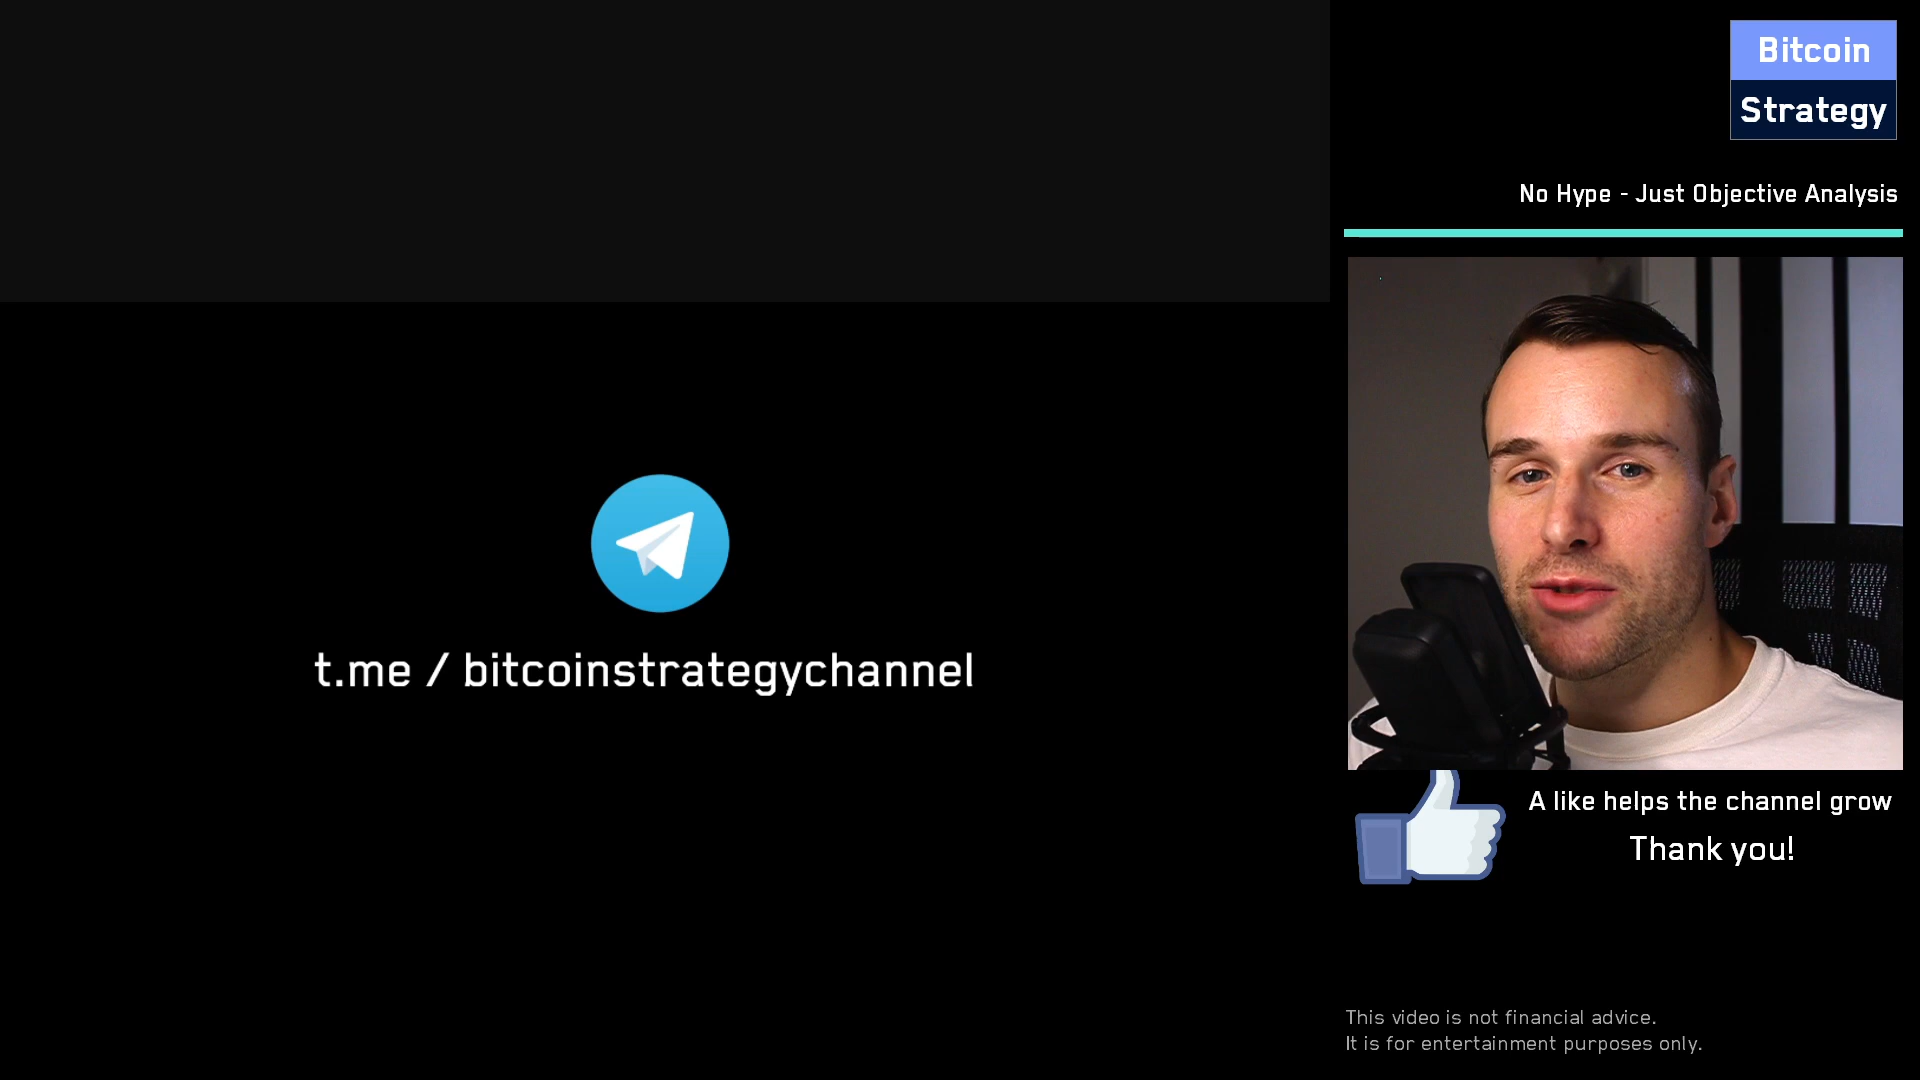 Bitcoin
Strategy
No Hype - Just Objective Analysis
t.me / bitcoinstrategychannel
A like helps the channel grow
Thank you!
This video is not financial advice.
It is for entertainment purposes only.